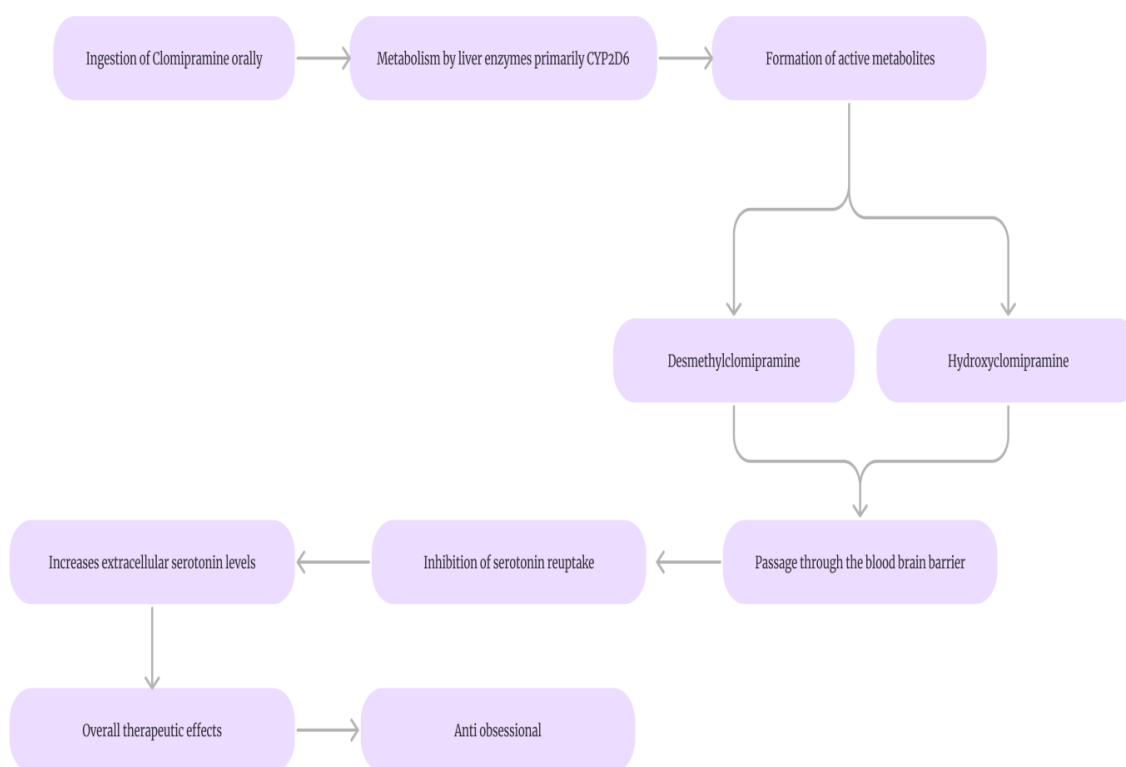 Ingestion of Clomipramine orally
Metabolism by liver enzymes primarily CYP2D6
Formation of active metabolites
Desmethylclomipramine
Hydroxyclomipramine
Passage through the blood brain barrier
Inhibition of serotonin reuptake
Increases extracellular serotonin levels
Overall therapeutic effects
Anti obsessional